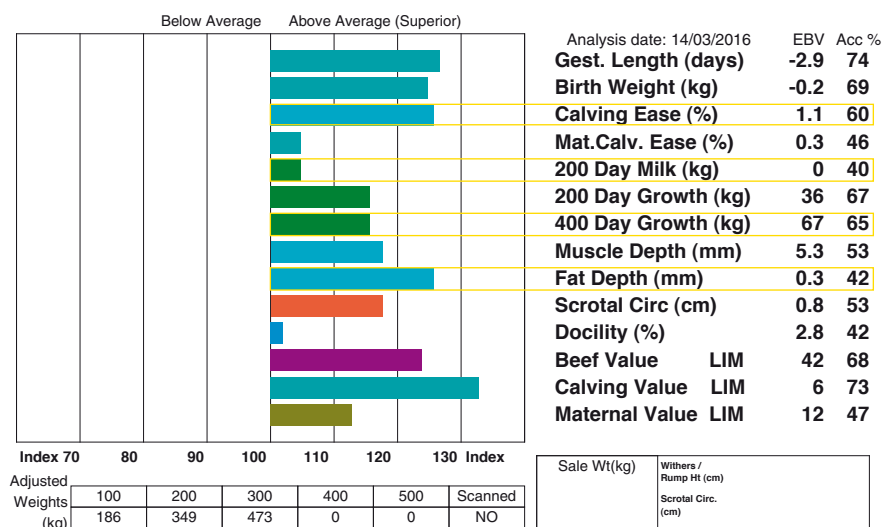 Below Average Above Average (Superior)
Analysis date: 14/03/2016 EBV Acc %
Gest. Length (days) -2.9 74
Birth Weight (kg) -0.2 69
Calving Ease (%) 1.1 60
Mat.Calv. Ease (%) 0.3 46
200 Day Milk (kg) 0 40
200 Day Growth (kg) 36 67
400 Day Growth (kg) 67 65
Muscle Depth (mm) 5.3 53
Fat Depth (mm) 0.3 42
Scrotal Circ (cm) 0.8 53
Docility (%) 2.8 42
Beef Value LIM 42 68
Calving Value LIM 6 73
Maternal Value LIM 12 47
Index 70 80 90 100 110 120 130 Index
Adjusted Weights (kg)
100 200 300 400 500 Scanned
186 349 473 0 0 NO
Sale Wt(kg)
Withers /
Rump Ht (cm)
Scrotal Circ.
(cm)